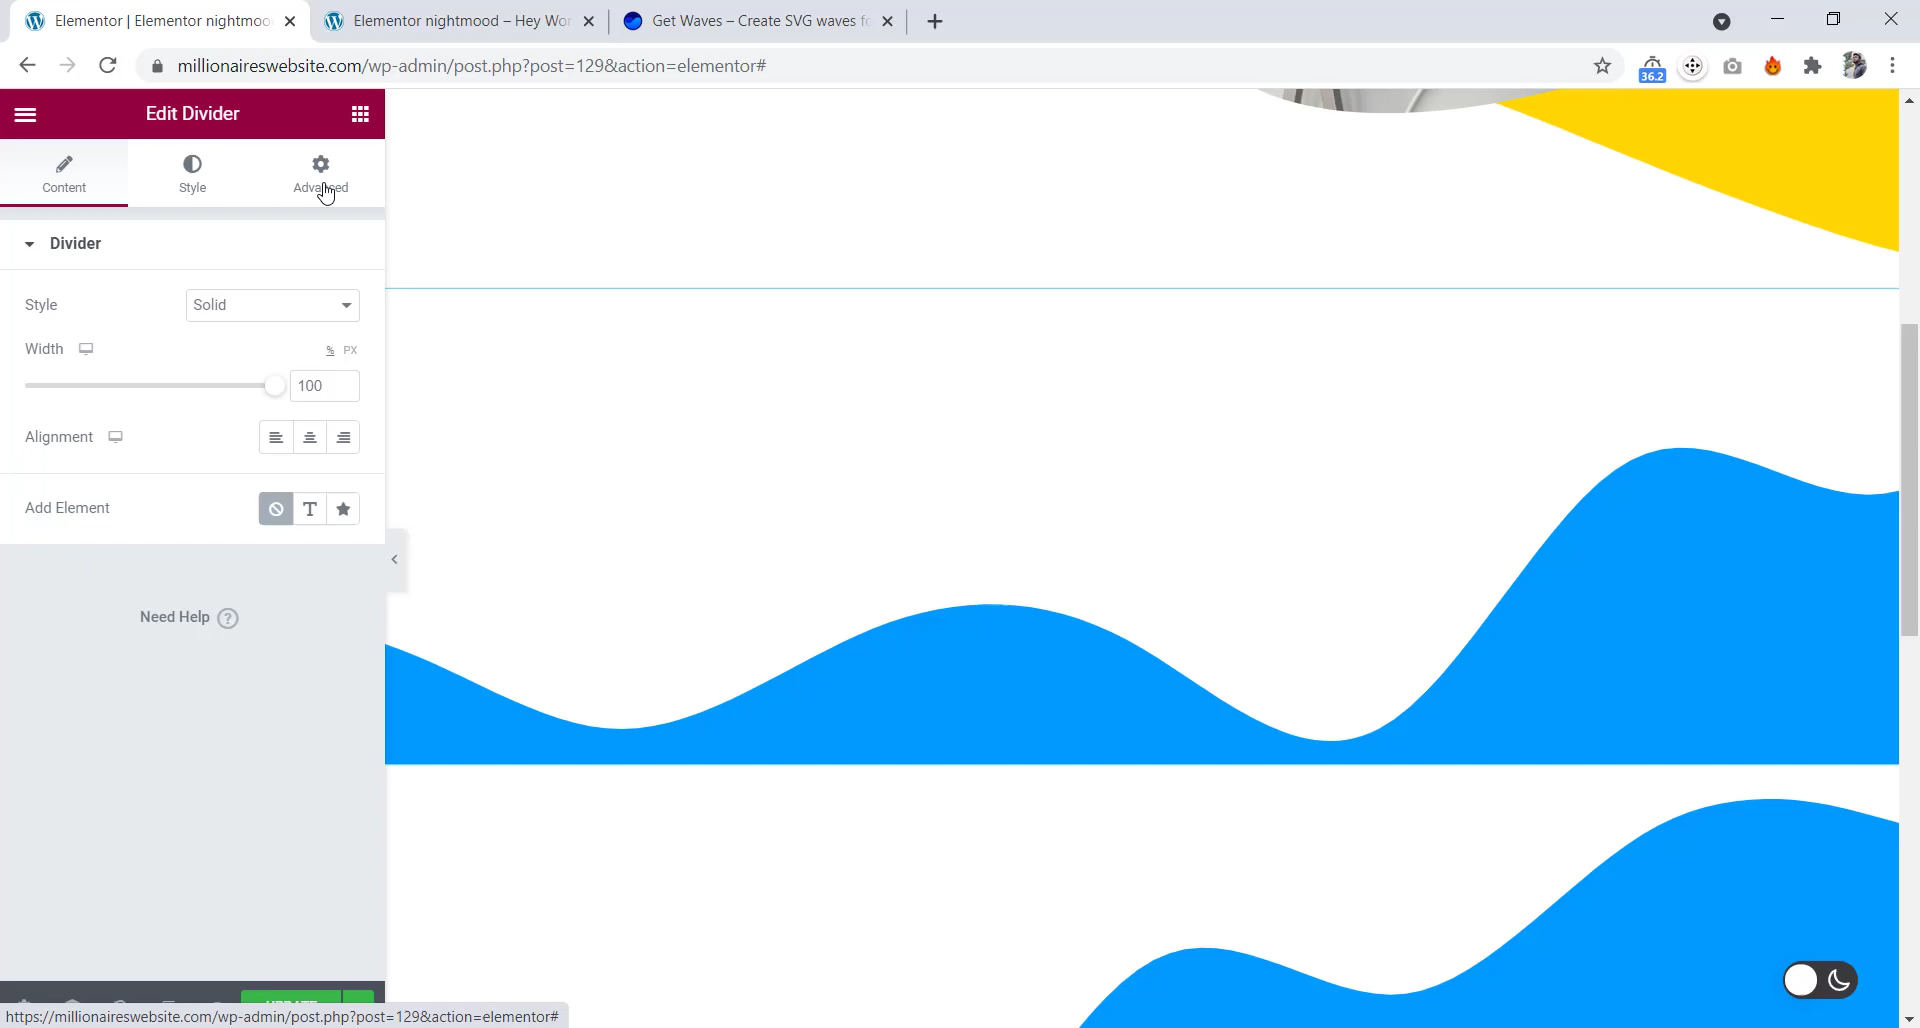 Elementor | Elementor nightmoo
Elementor nightmood – Hey Wor
Get Waves – Create SVG waves fo
millionaireswebsite.com/wp-admin/post.php?post=129&action=elementor#
36.2
Edit Divider
Content
Style
Advanced
Divider
Style
Solid
Width
%
PX
100
Alignment
Add Element
T
Need Help ?
UPDATE
https://millionaireswebsite.com/wp-admin/post.php?post=129&action=elementor#